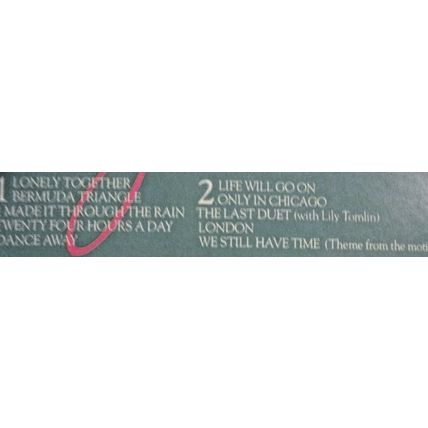 1 LONELY TOGETHER
BERMUDA TRIANGLE
I MADE IT THROUGH THE RAIN
TWENTY FOUR HOURS A DAY
DANCE AWAY
2 LIFE WILL GO ON
ONLY IN CHICAGO
THE LAST DUET (with Lily Tomlin)
LONDON
WE STILL HAVE TIME (Theme from the moti